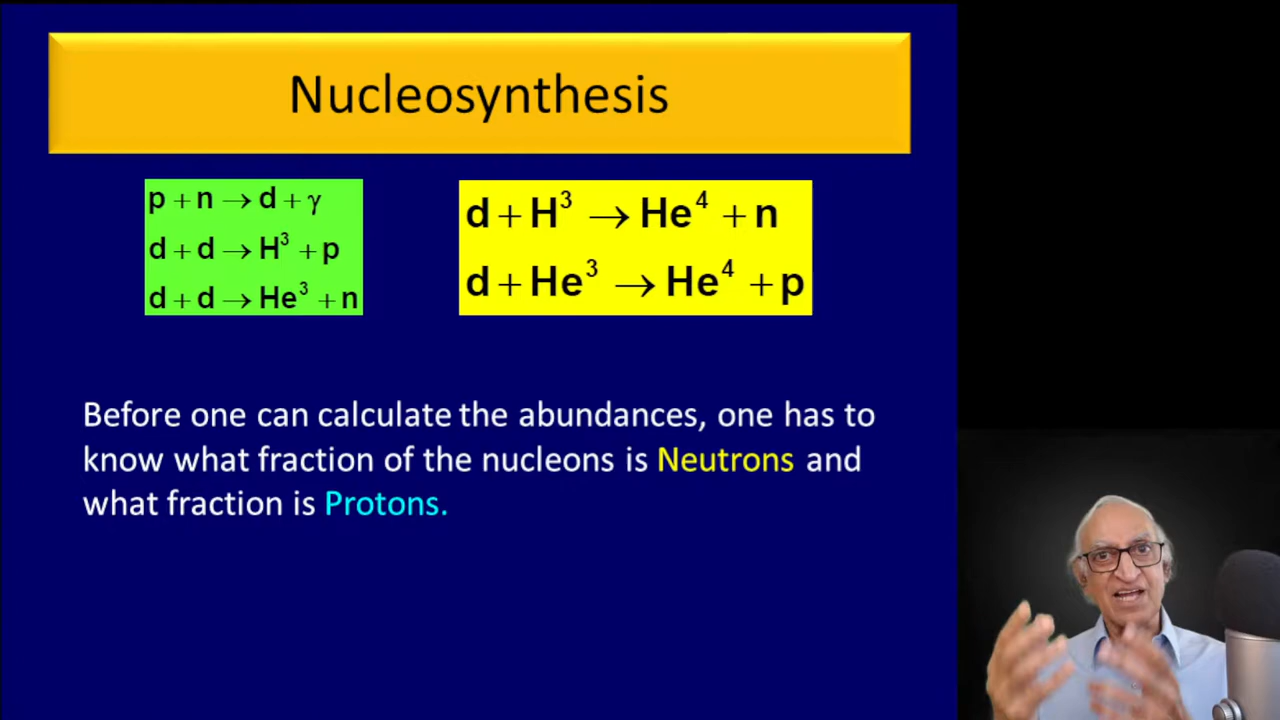 Nucleosynthesis
p + n → d + γ
d + d → H³ + p
d + d → He³ + n
d + H³ → He⁴ + n
d + He³ → He⁴ + p
Before one can calculate the abundances, one has to
know what fraction of the nucleons is Neutrons and
what fraction is Protons.